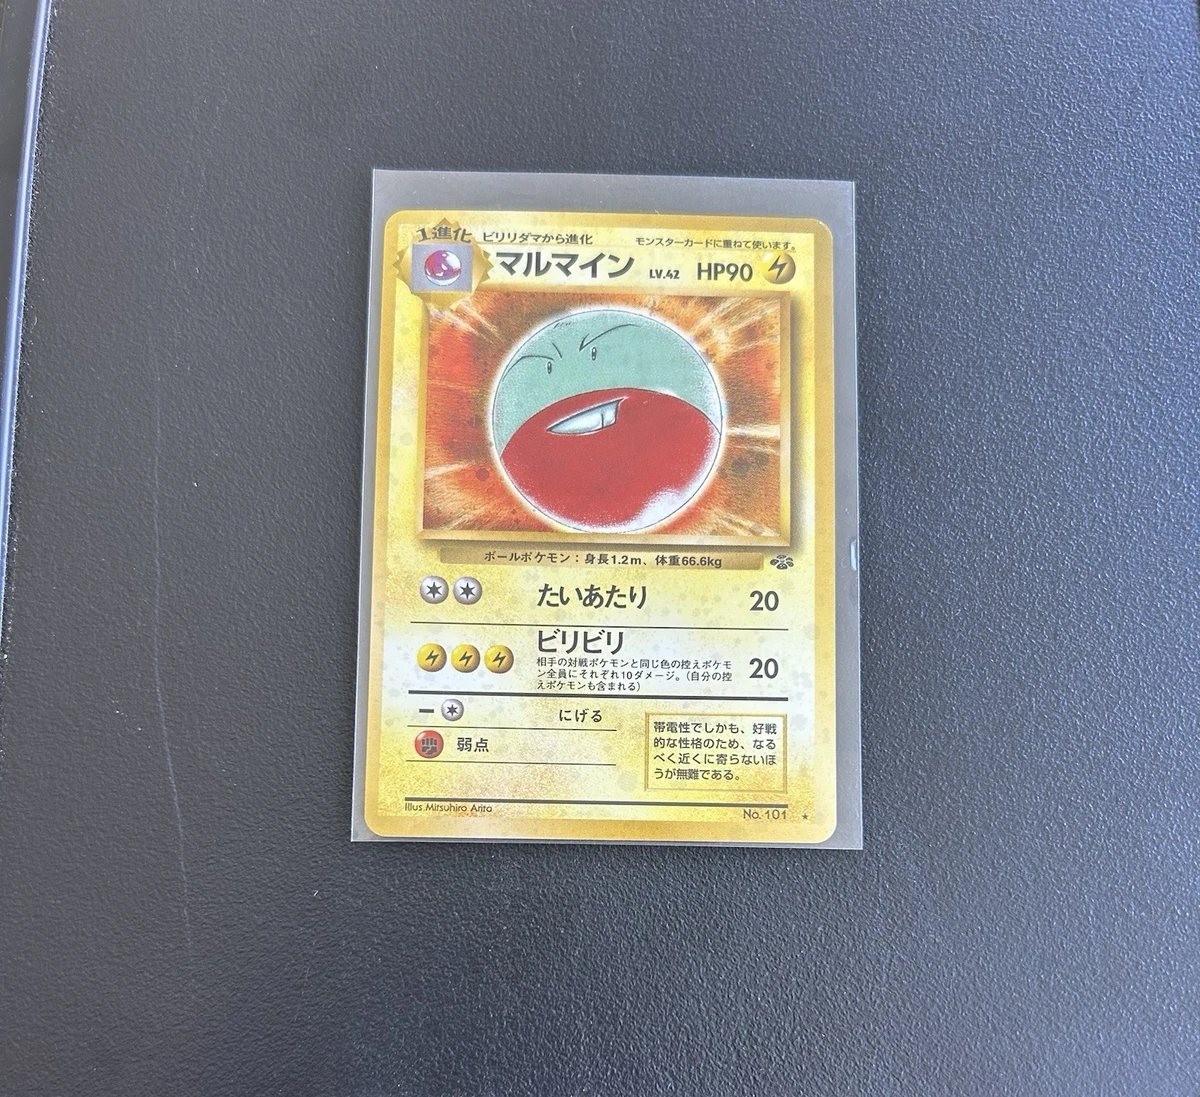 1進化 ビリリダマから進化 モンスターカードに重ねて使います。
マルマイン LV.42 HP90
ボールポケモン：身長1.2m、体重66.6kg
たいあたり 20
ビリビリ 20
相手の対戦ポケモンと同じ色の控えポケモ
ン全員にそれぞれ10ダメージ。（自分の控
えポケモンも含まれる）
にげる
弱点
帯電性でしかも、好戦
的な性格のため、なる
べく近くに寄らないほ
うが無難である。
Illus.Mitsuhiro Arita
No. 101 ★